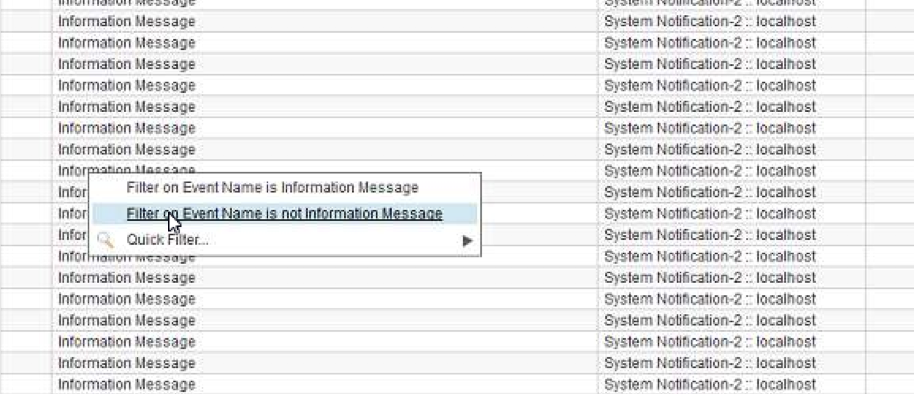 Information Message System Notification-2 :: localhost
Information Message System Notification-2 :: localhost
Information Message System Notification-2 :: localhost
Information Message System Notification-2 :: localhost
Information Message System Notification-2 :: localhost
Information Message System Notification-2 :: localhost
Information Message System Notification-2 :: localhost
Information Message System Notification-2 :: localhost
Information Message System Notification-2 :: localhost
Filter on Event Name is Information Message
Infor System Notification-2 :: localhost
Filter on Event Name is not Information Message
Infor System Notification-2 :: localhost
Quick Filter...
Infor System Notification-2 :: localhost
Information Message System Notification-2 :: localhost
Information Message System Notification-2 :: localhost
Information Message System Notification-2 :: localhost
Information Message System Notification-2 :: localhost
Information Message System Notification-2 :: localhost
Information Message System Notification-2 :: localhost
Information Message System Notification-2 :: localhost